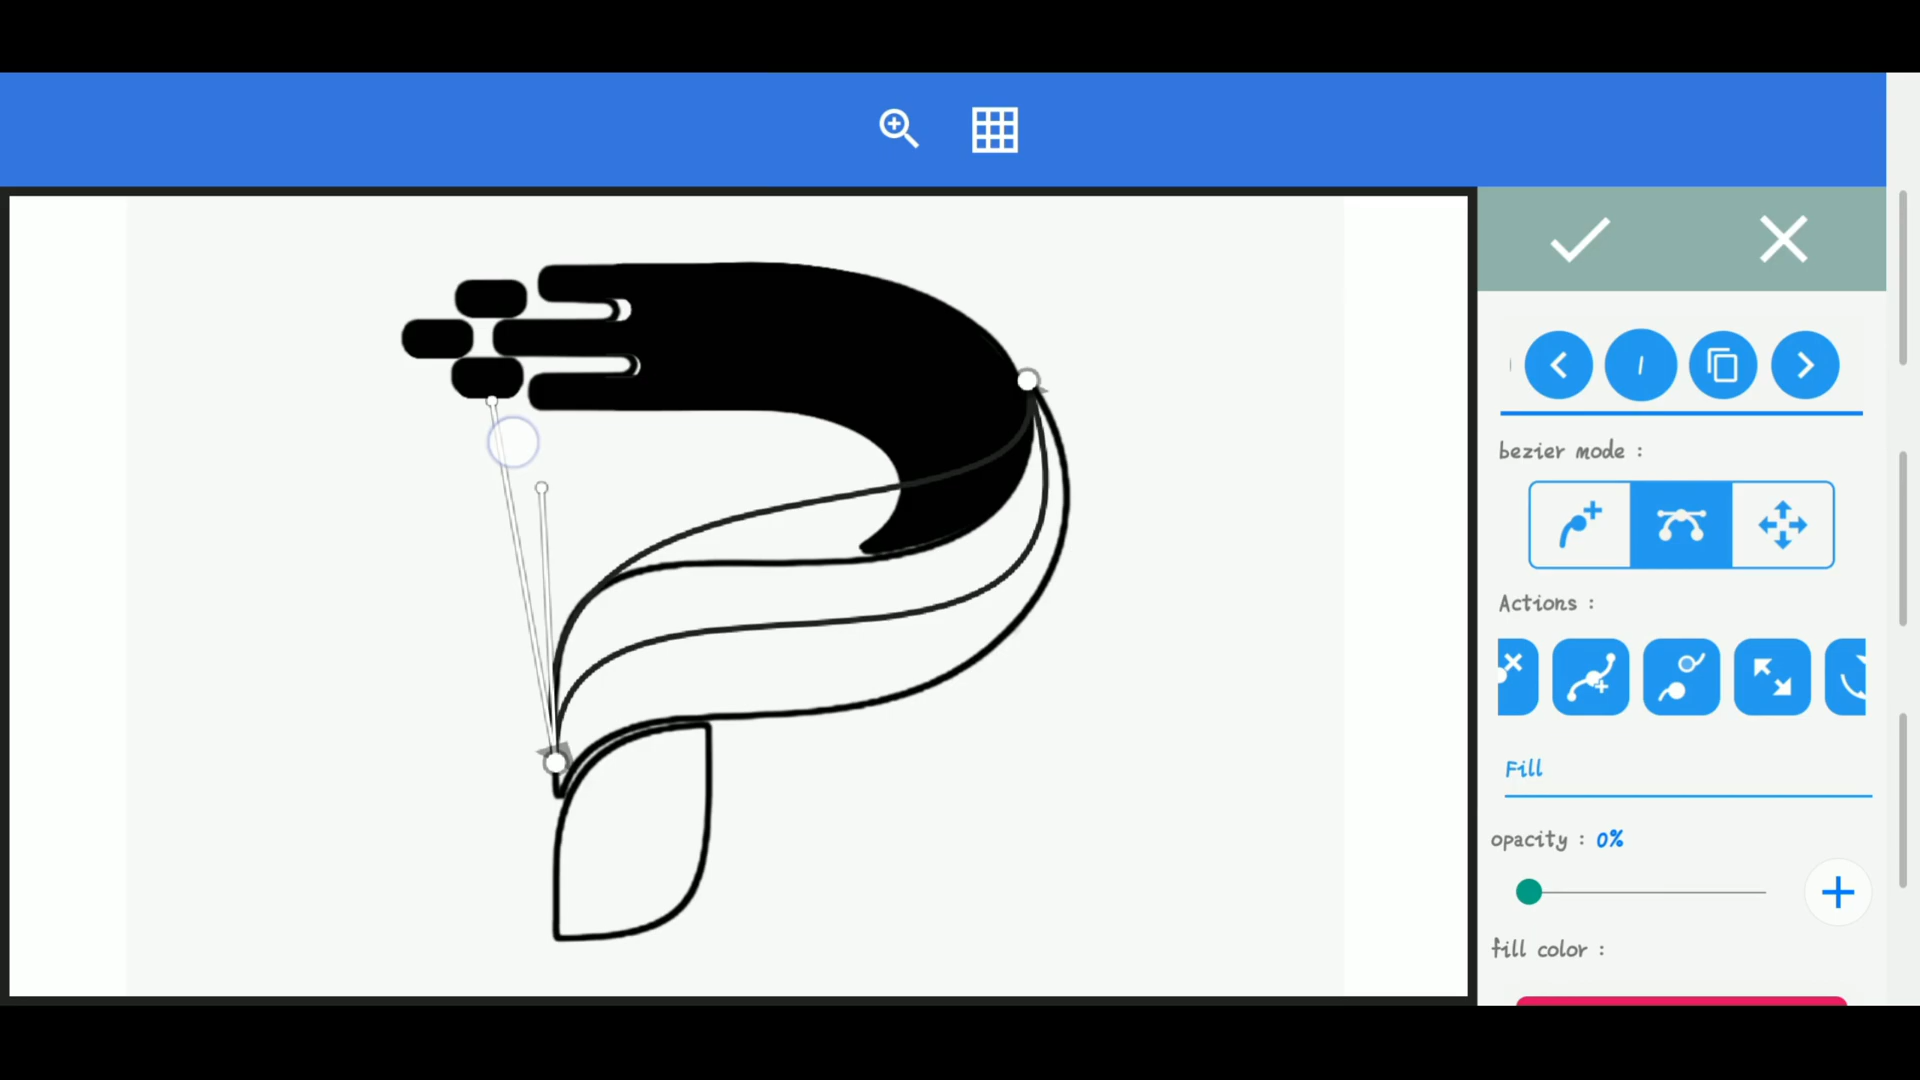 bezier mode :
Actions :
Fill
opacity : 0%
fill color :